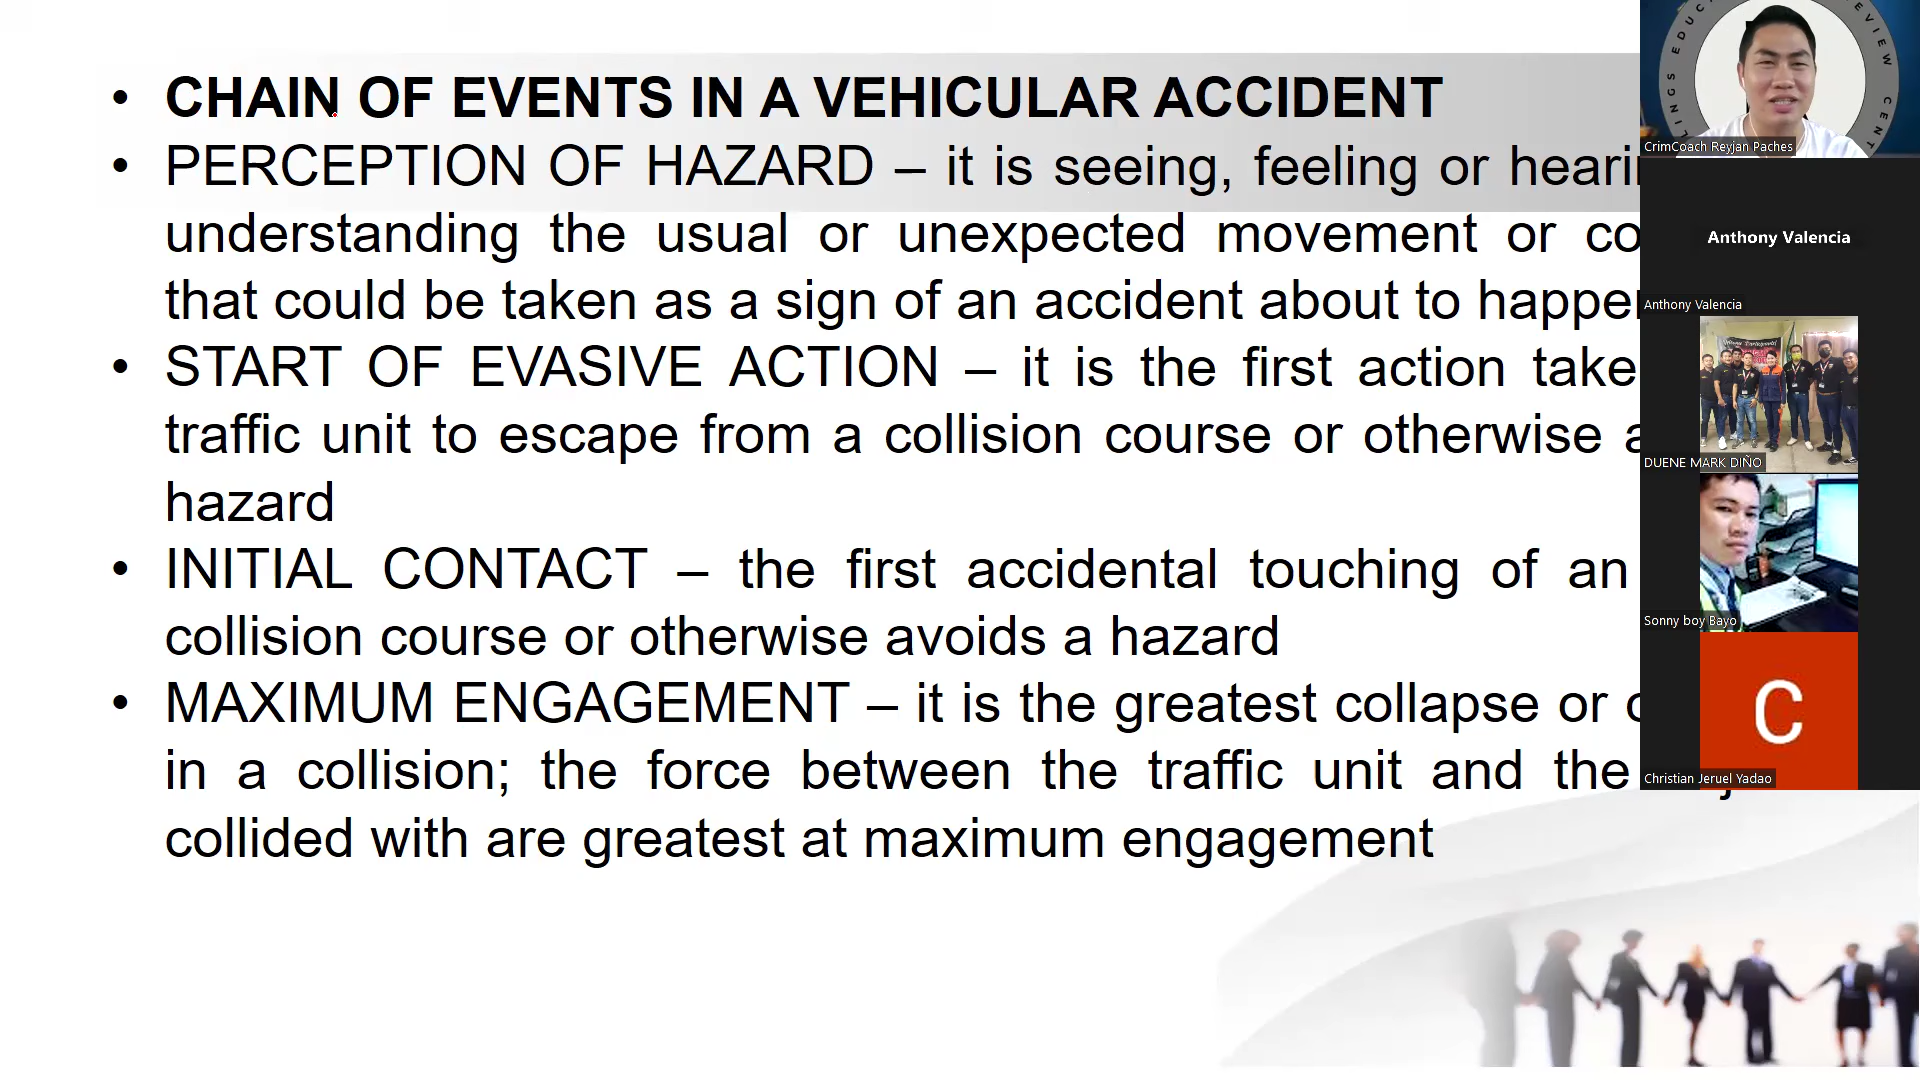 • CHAIN OF EVENTS IN A VEHICULAR ACCIDENT
• PERCEPTION OF HAZARD – it is seeing, feeling or
understanding the usual or unexpected movement or
that could be taken as a sign of an accident about to
• START OF EVASIVE ACTION – it is the first action
traffic unit to escape from a collision course or otherwise
hazard
• INITIAL CONTACT – the first accidental touching of an
collision course or otherwise avoids a hazard
• MAXIMUM ENGAGEMENT – it is the greatest collapse or
in a collision; the force between the traffic unit and the
collided with are greatest at maximum engagement
LINGS EDUC
EVIEW CENT
CrimCoach Reyjan Paches
Anthony Valencia
Anthony Valencia
DUENE MARK DIÑO
Sonny boy Bayo
C
Christian Jeruel Yadao